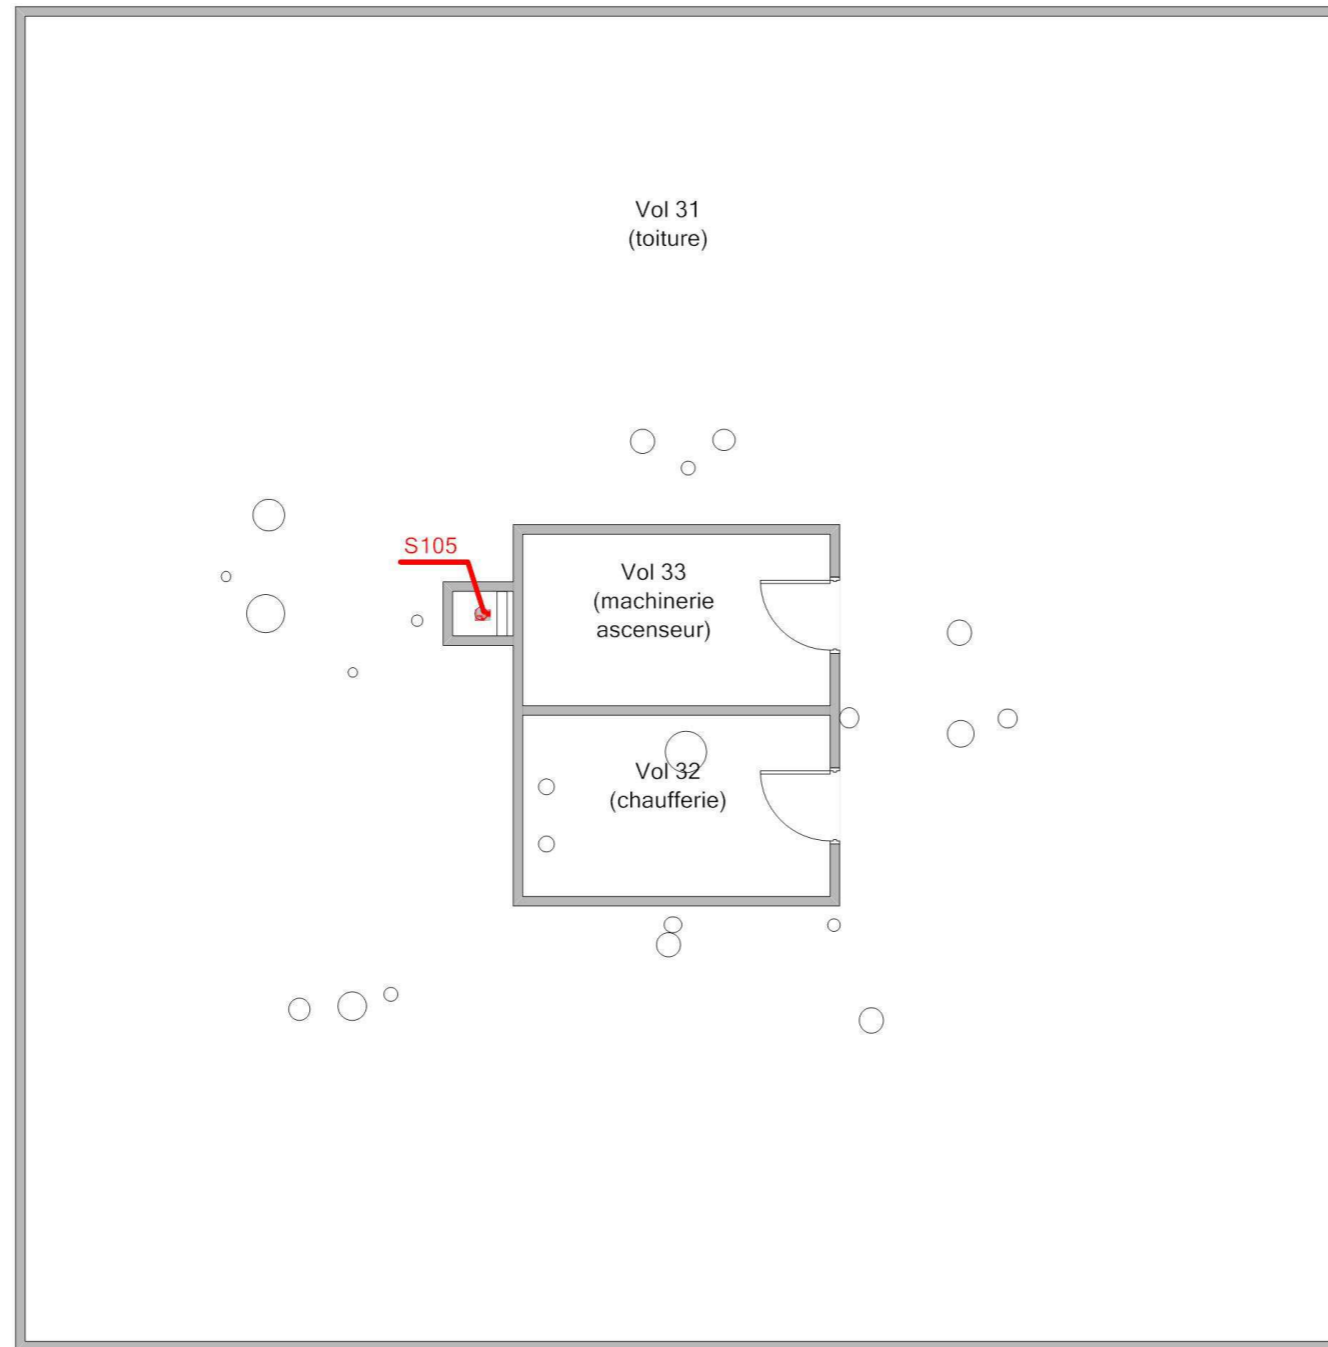 Vol 31
(toiture)
S105
Vol 33
(machinerie
ascenseur)
Vol 32
(chaufferie)